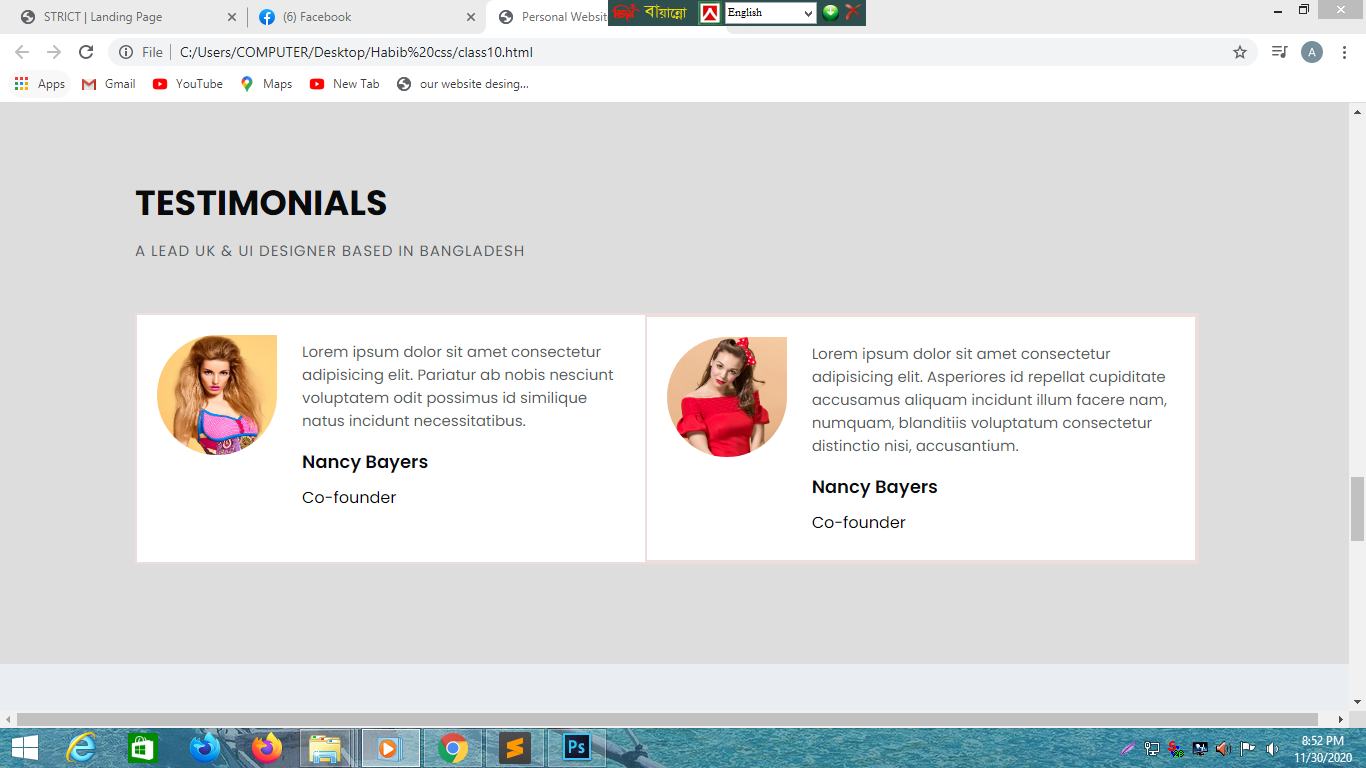 STRICT | Landing Page
(6) Facebook
Personal Websit
বায়ান্নো
English
File
C:/Users/COMPUTER/Desktop/Habib%20css/class10.html
A
Apps
Gmail
YouTube
Maps
New Tab
our website desing...
TESTIMONIALS
A LEAD UK & UI DESIGNER BASED IN BANGLADESH
Lorem ipsum dolor sit amet consectetur
adipisicing elit. Pariatur ab nobis nesciunt
voluptatem odit possimus id similique
natus incidunt necessitatibus.
Nancy Bayers
Co-founder
Lorem ipsum dolor sit amet consectetur
adipisicing elit. Asperiores id repellat cupiditate
accusamus aliquam incidunt illum facere nam,
numquam, blanditiis voluptatum consectetur
distinctio nisi, accusantium.
Nancy Bayers
Co-founder
Ps
8:52 PM
11/30/2020